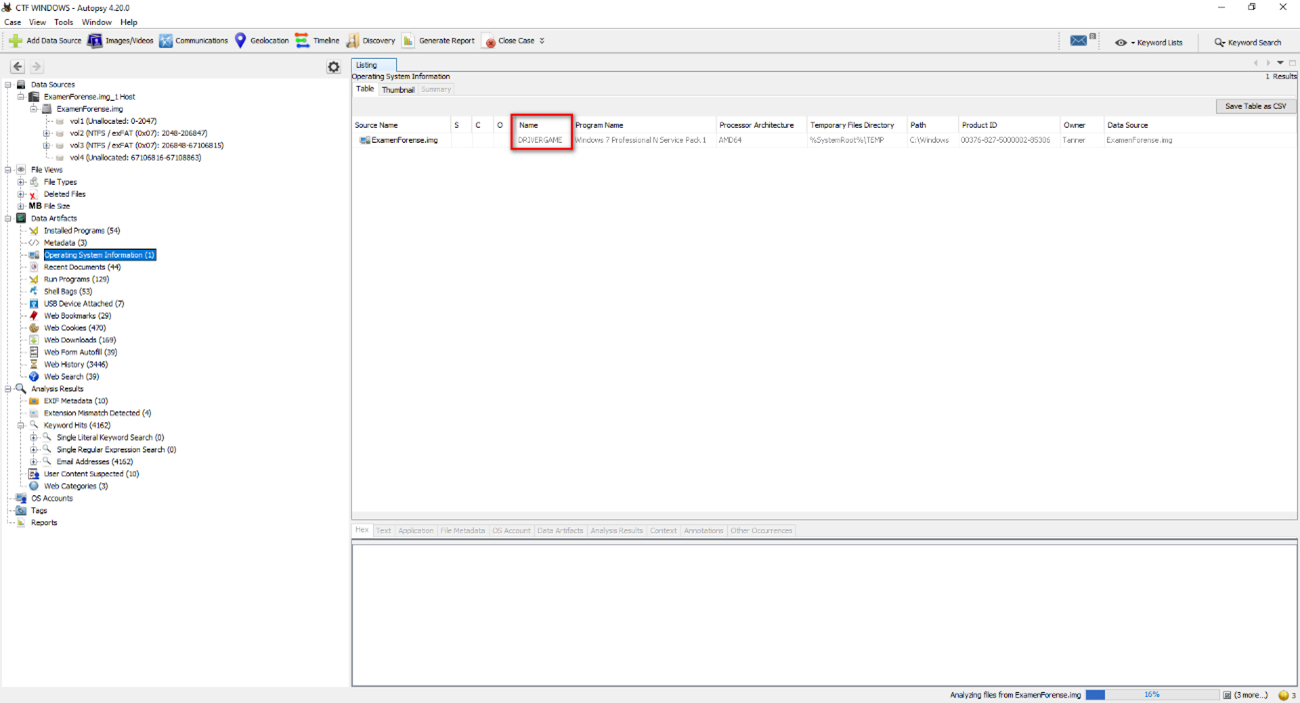 CTF WINDOWS - Autopsy 4.20.0
Case View Tools Window Help
Add Data Source Images/Videos Communications Geolocation Timeline Discovery Generate Report Close Case Keyword Lists Keyword Search
Listing
Operating System Information
1 Results
Table Thumbnail Summary
Save Table as CSV
Source Name S C O Name Program Name Processor Architecture Temporary Files Directory Path Product ID Owner Data Source
ExamenForense.img DRIVERGAME Windows 7 Professional N Service Pack 1 AMD64 %SystemRoot%\TEMP C:\Windows 00376-827-5000002-85306 Tanner ExamenForense.img
Data Sources
ExamenForense.img_1 Host
ExamenForense.img
vol1 (Unallocated: 0-2047)
vol2 (NTFS / exFAT (0x07): 2048-206847)
vol3 (NTFS / exFAT (0x07): 206848-67106815)
vol4 (Unallocated: 67106816-67108863)
File Views
File Types
Deleted Files
MB File Size
Data Artifacts
Installed Programs (54)
Metadata (3)
Operating System Information (1)
Recent Documents (44)
Run Programs (129)
Shell Bags (53)
USB Device Attached (7)
Web Bookmarks (29)
Web Cookies (470)
Web Downloads (169)
Web Form Autofill (39)
Web History (3446)
Web Search (39)
Analysis Results
EXIF Metadata (10)
Extension Mismatch Detected (4)
Keyword Hits (4162)
Single Literal Keyword Search (0)
Single Regular Expression Search (0)
Email Addresses (4162)
User Content Suspected (10)
Web Categories (3)
OS Accounts
Tags
Reports
Hex Text Application File Metadata OS Account Data Artifacts Analysis Results Context Annotations Other Occurrences
Analyzing files from ExamenForense.img 16% (3 more...) 3